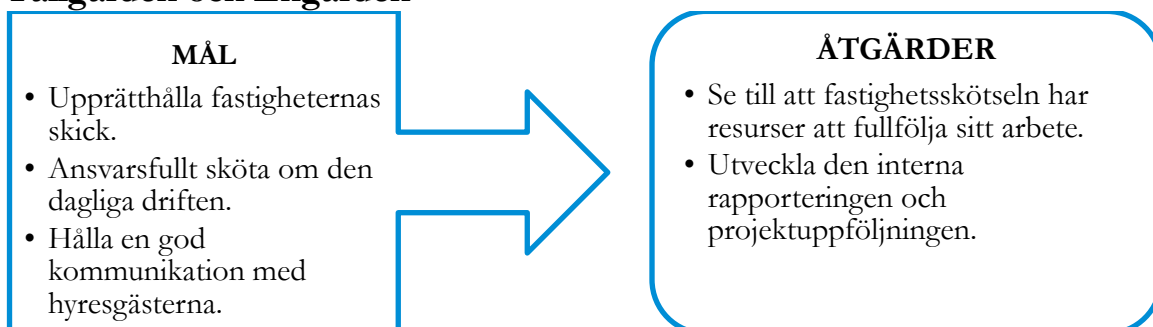 MÅL
• Upprätthålla fastigheternas
skick.
• Ansvarsfullt sköta om den
dagliga driften.
• Hålla en god
kommunikation med
hyresgästerna.
ÅTGÄRDER
• Se till att fastighetsskötseln har
resurser att fullfölja sitt arbete.
• Utveckla den interna
rapporteringen och
projektuppföljningen.